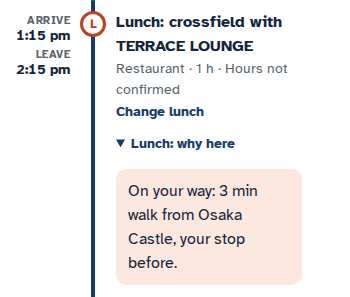 ARRIVE
1:15 pm
LEAVE
2:15 pm
L
Lunch: crossfield with
TERRACE LOUNGE
Restaurant · 1 h · Hours not
confirmed
Change lunch
▼ Lunch: why here
On your way: 3 min
walk from Osaka
Castle, your stop
before.